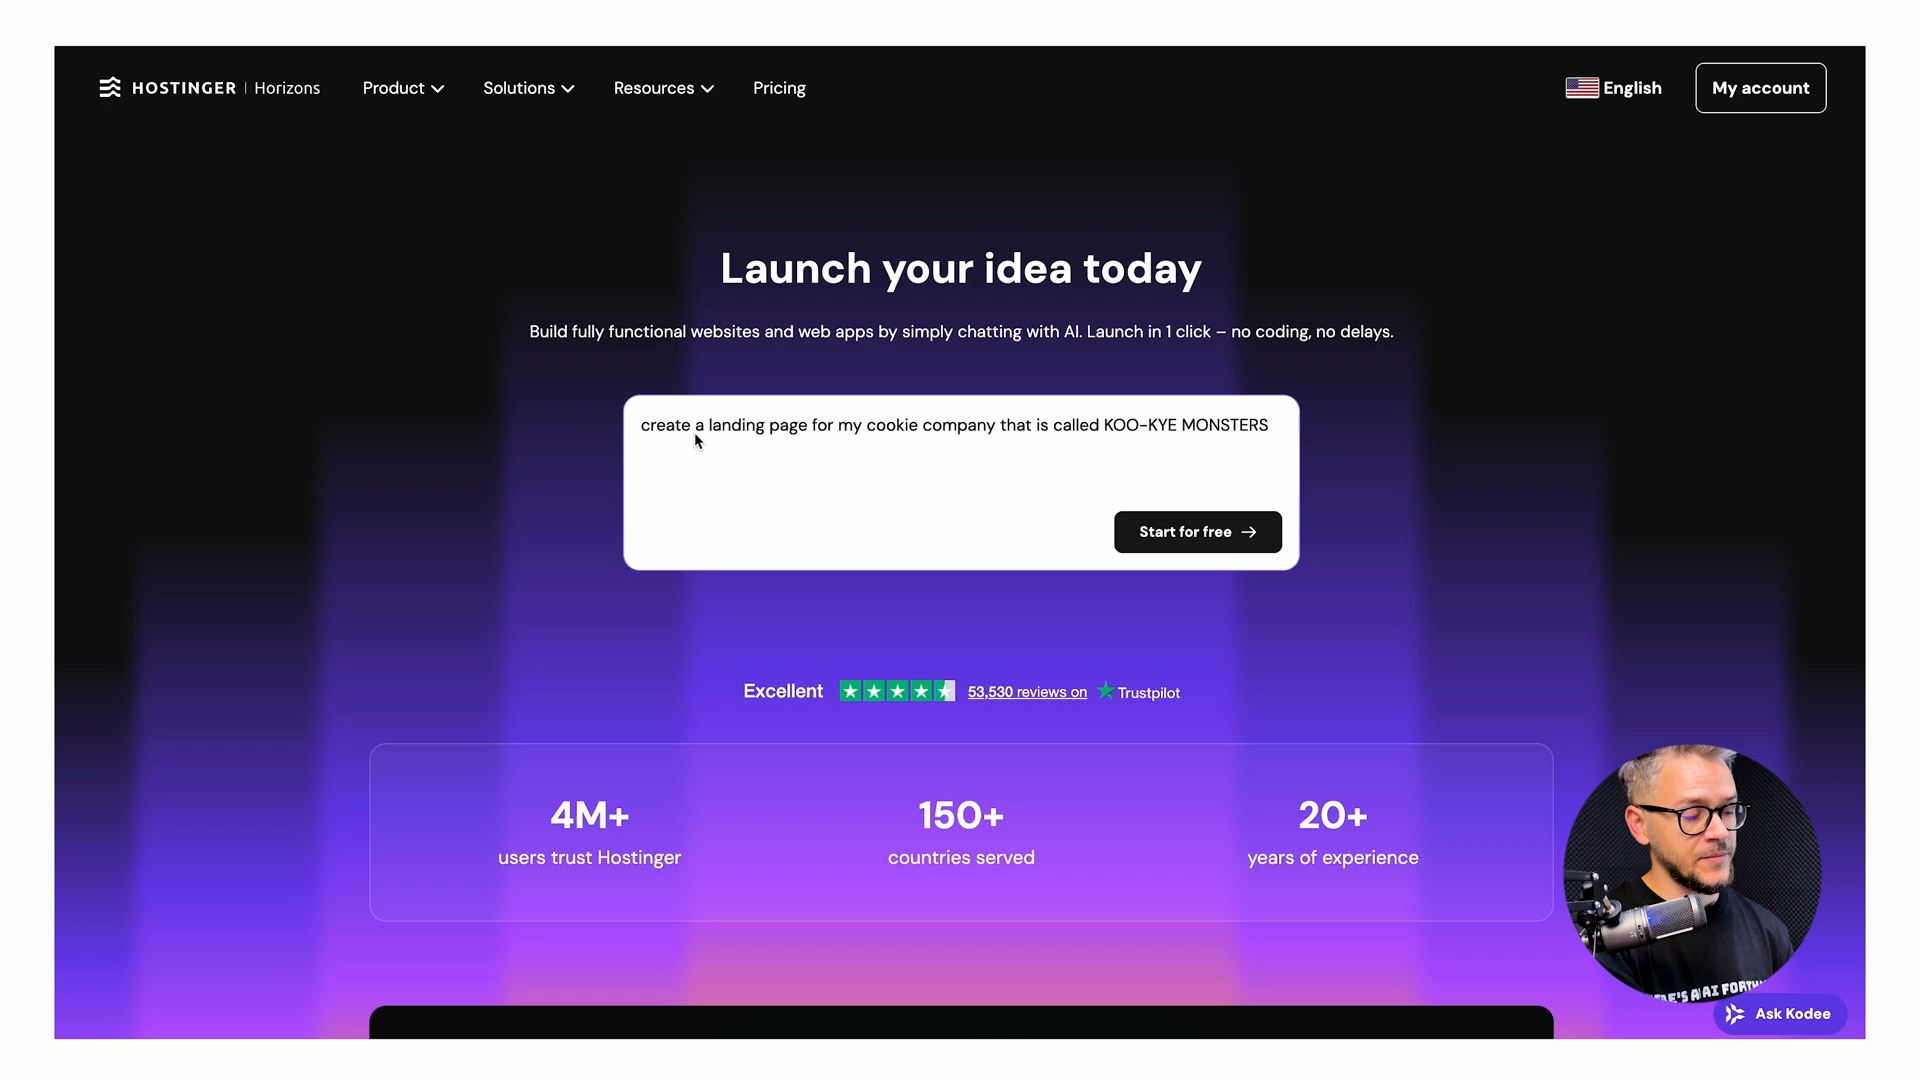 HOSTINGER | Horizons
Product
Solutions
Resources
Pricing
English
My account
Launch your idea today
Build fully functional websites and web apps by simply chatting with AI. Launch in 1 click – no coding, no delays.
create a landing page for my cookie company that is called KOO-KYE MONSTERS
Start for free →
Excellent
53,530 reviews on
Trustpilot
4M+
users trust Hostinger
150+
countries served
20+
years of experience
AI
Ask Kodee